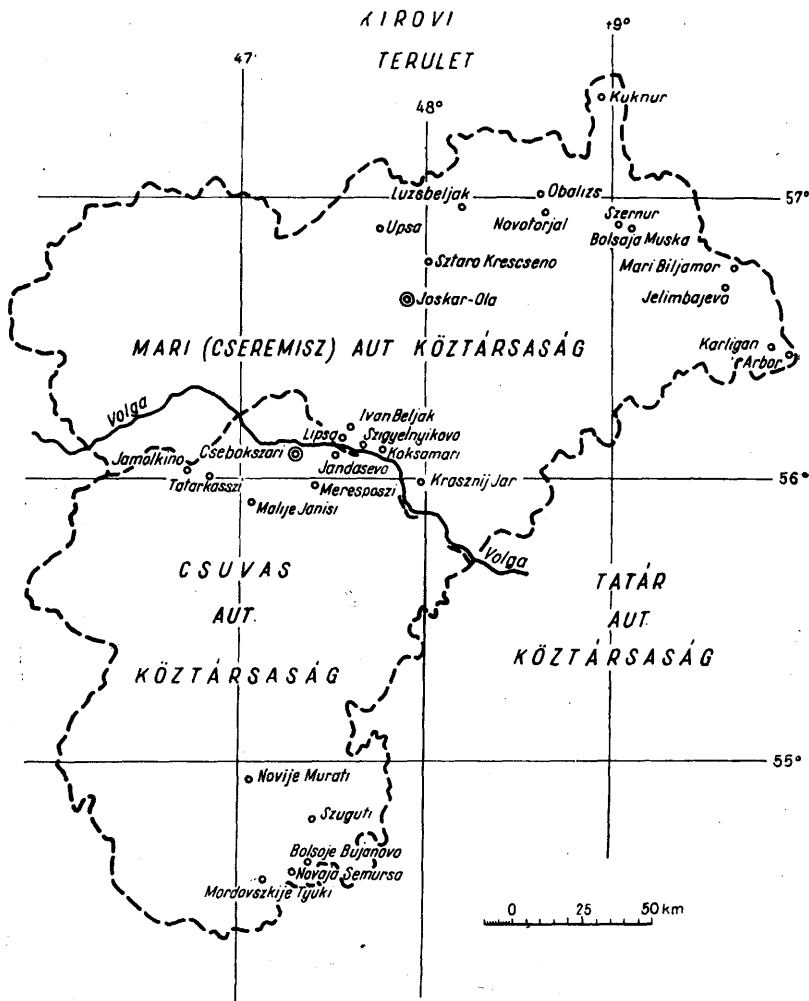 KIROVI
TERULET
47
48°
49°
Kuknur
57°
Obalizs
Luzsbeljak
Novotorjal
Szernur
Upsa
Bolsaja Muska
Sztaro Krescseno
Mari Biljamor
Jelimbajevo
Joskar-Ola
Karligan
Arbor
MARI (CSEREMISZ) AUT KÖZTÁRSASÁG
Volga
Ivan Beljak
Lipsa
Szigyelnyikovo
Csebokszari
Koksamari
Jamolkino
Jandasevo
56°
Tatarkasszi
Meresposzi
Krasznij Jar
Malije Janisi
Volga
CSUVAS
AUT.
KÖZTÁRSASÁG
TATÁR
AUT.
KÖZTÁRSASÁG
55°
Novije Murati
Szuguti
Bolsoje Bujanovo
Novaja Semursa
Mordovszkije Tyuki
0 25 50 km